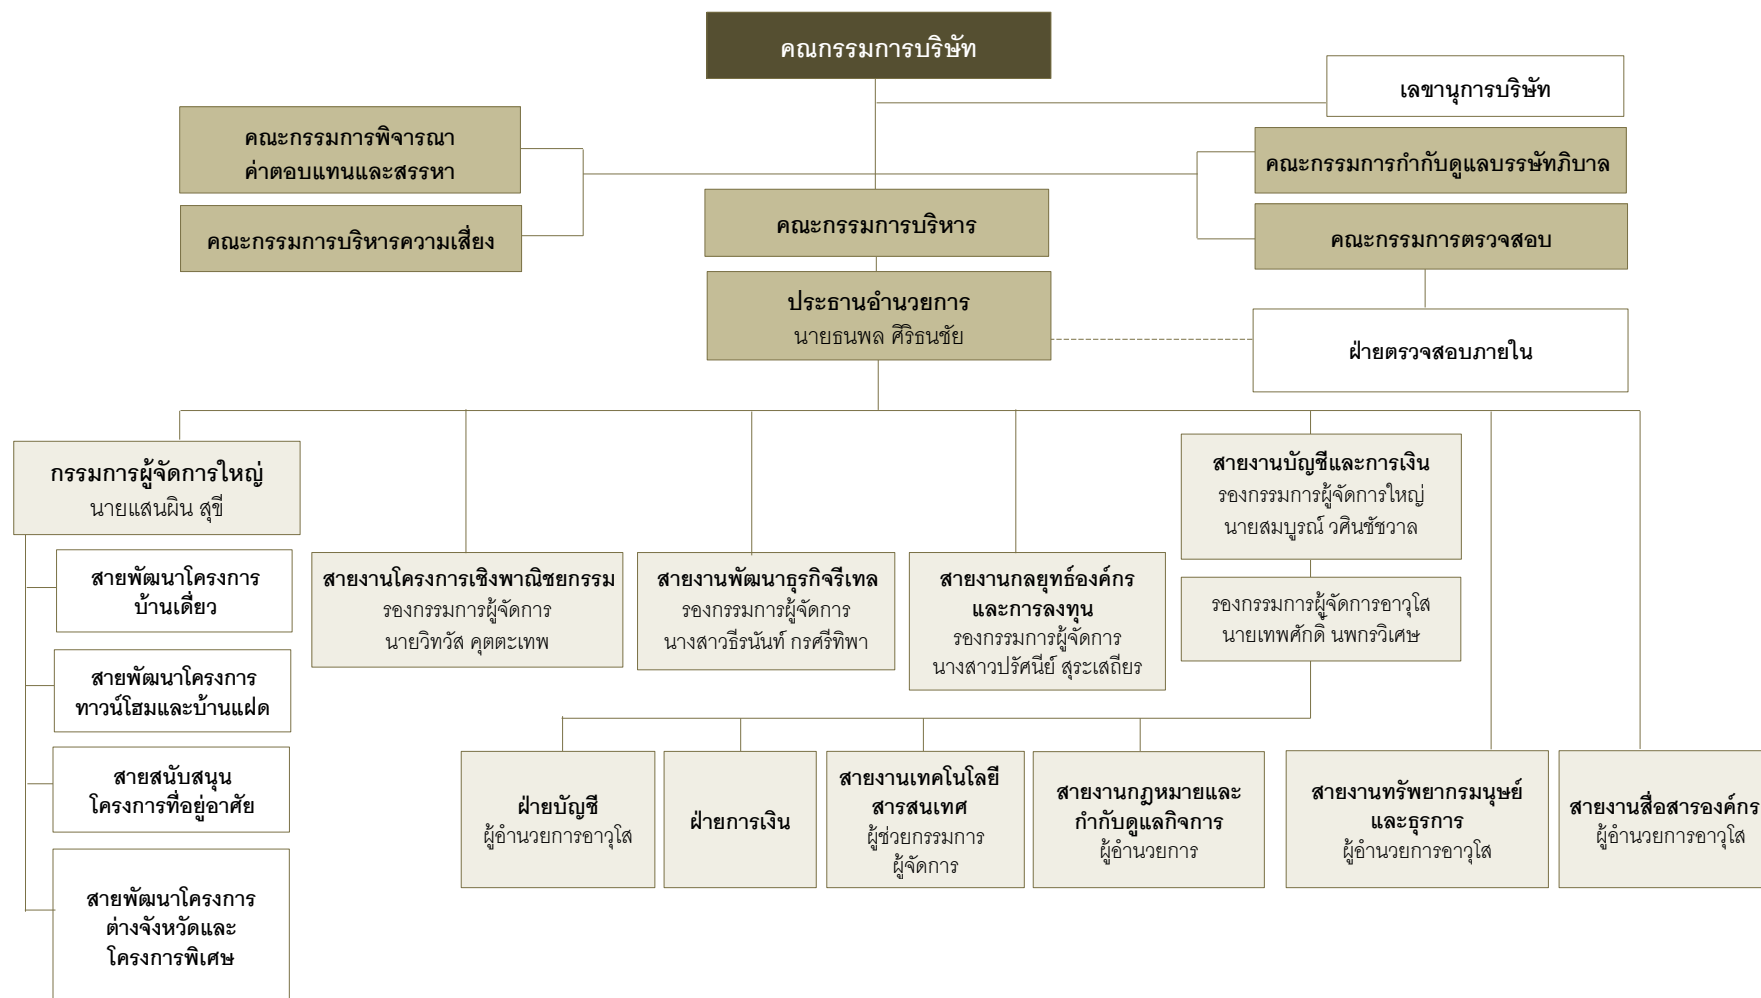 คณกรรมการบริษัท
เลขานุการบริษัท
คณะกรรมการพิจารณา
ค่าตอบแทนและสรรหา
คณะกรรมการกำกับดูแลบรรษัทภิบาล
คณะกรรมการบริหารความเสี่ยง
คณะกรรมการบริหาร
คณะกรรมการตรวจสอบ
ประธานอำนวยการ
นายธนพล ศิริธนชัย
ฝ่ายตรวจสอบภายใน
กรรมการผู้จัดการใหญ่
นายแสนผิน สุขี
สายพัฒนาโครงการ
บ้านเดี่ยว
สายพัฒนาโครงการ
ทาวน์โฮมและบ้านแฝด
สายสนับสนุน
โครงการที่อยู่อาศัย
สายพัฒนาโครงการ
ต่างจังหวัดและ
โครงการพิเศษ
สายงานโครงการเชิงพาณิชยกรรม
รองกรรมการผู้จัดการ
นายวิทวัส คุตตะเทพ
สายงานพัฒนาธุรกิจรีเทล
รองกรรมการผู้จัดการ
นางสาวธีรนันท์ กรศรีทิพา
สายงานกลยุทธ์องค์กร
และการลงทุน
รองกรรมการผู้จัดการ
นางสาวปรัศนีย์ สุระเสถียร
สายงานบัญชีและการเงิน
รองกรรมการผู้จัดการใหญ่
นายสมบูรณ์ วศินชัชวาล
รองกรรมการผู้จัดการอาวุโส
นายเทพศักดิ์ นพกรวิเศษ
ฝ่ายบัญชี
ผู้อำนวยการอาวุโส
ฝ่ายการเงิน
สายงานเทคโนโลยี
สารสนเทศ
ผู้ช่วยกรรมการ
ผู้จัดการ
สายงานกฎหมายและ
กำกับดูแลกิจการ
ผู้อำนวยการ
สายงานทรัพยากรมนุษย์
และธุรการ
ผู้อำนวยการอาวุโส
สายงานสื่อสารองค์กร
ผู้อำนวยการอาวุโส